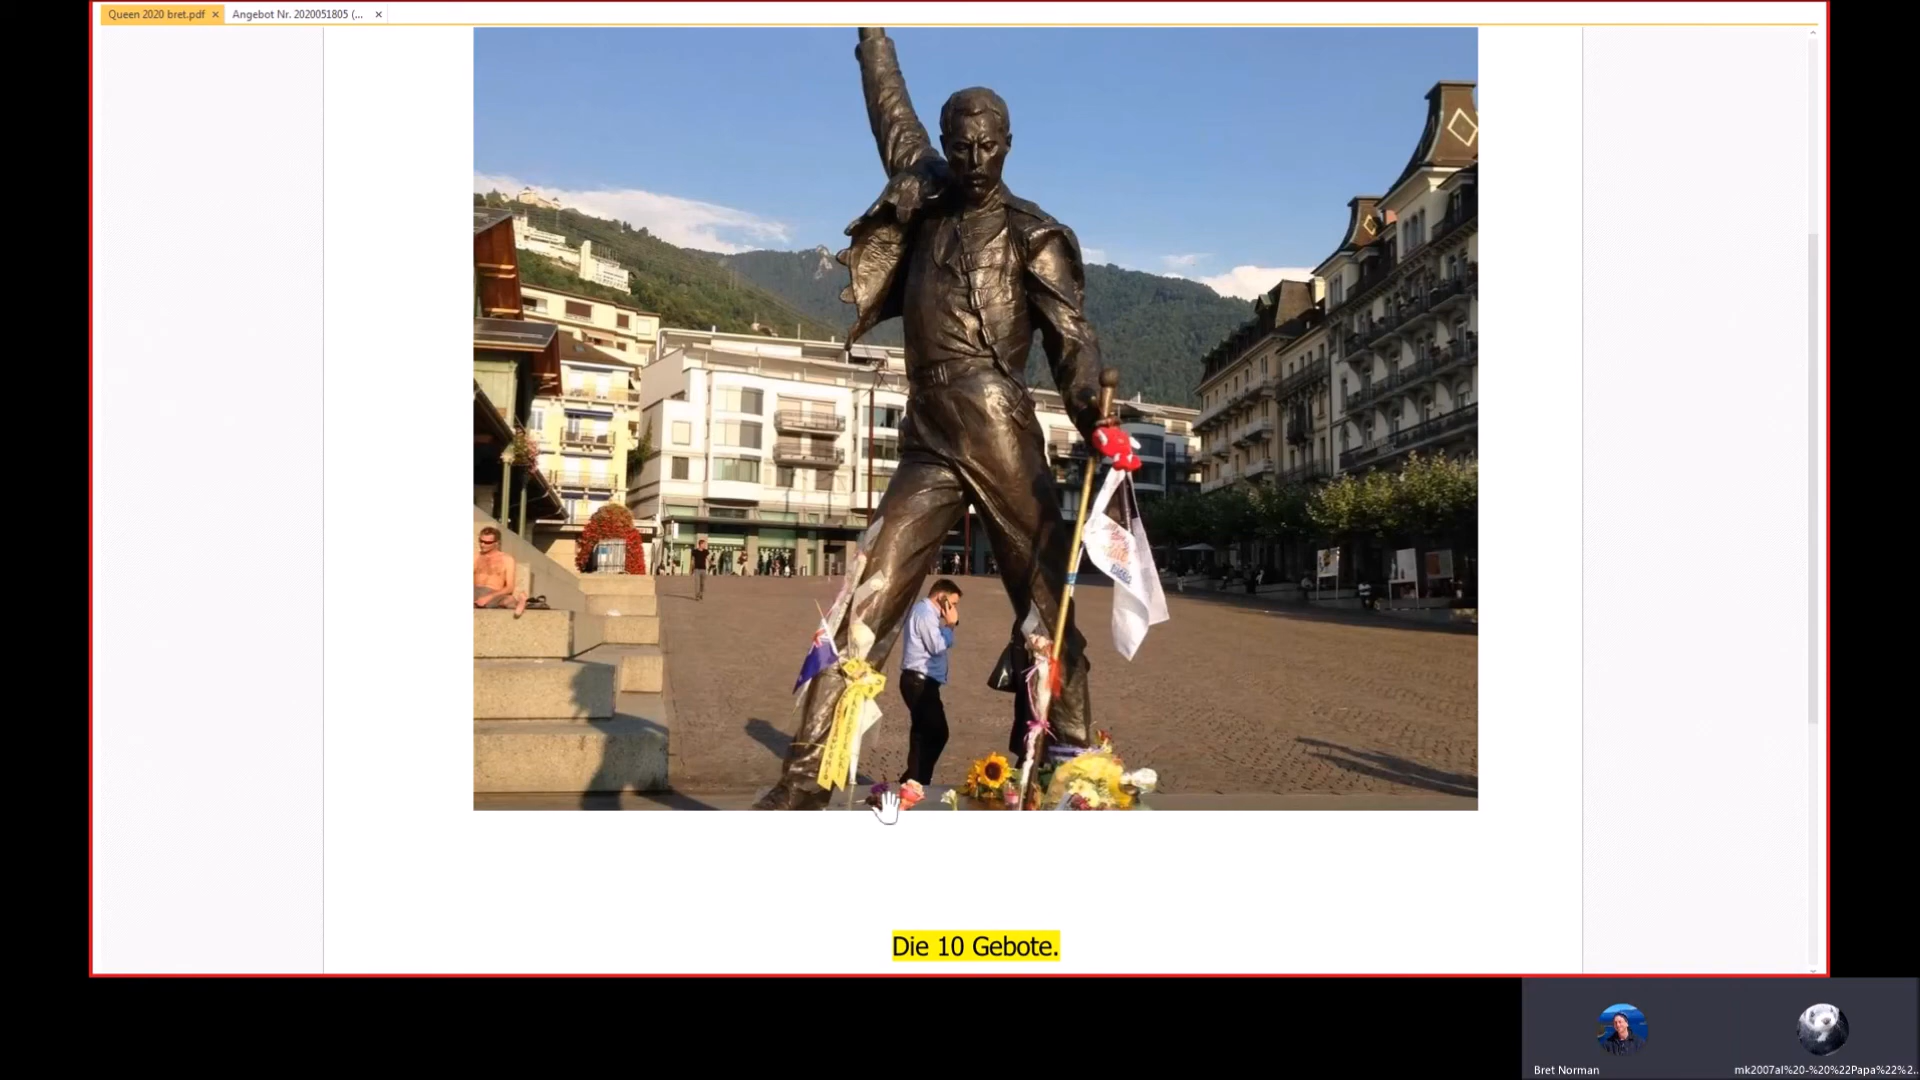 Queen 2020 bret.pdf
Angebot Nr. 2020051805 (...
Die 10 Gebote.
Bret Norman
mk2007al%20-%20%22Papa%22%2...